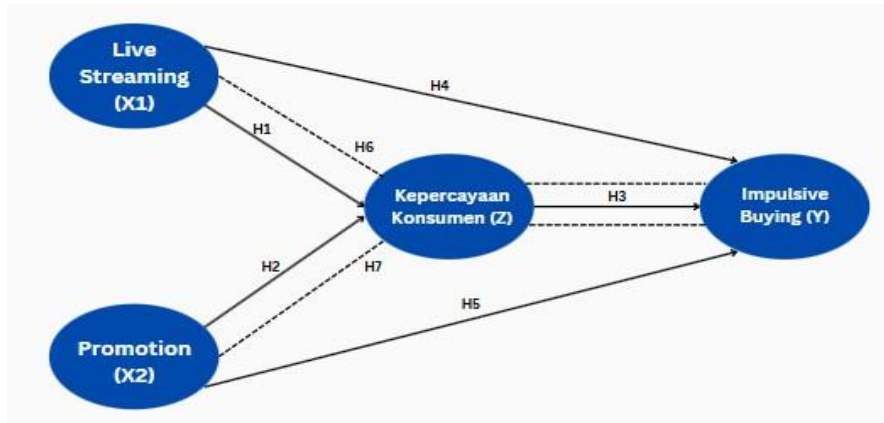 Live
Streaming
(X1)
H4
H1
H6
Kepercayaan
Konsumen (Z)
H3
Impulsive
Buying (Y)
H2
H7
H5
Promotion
(X2)